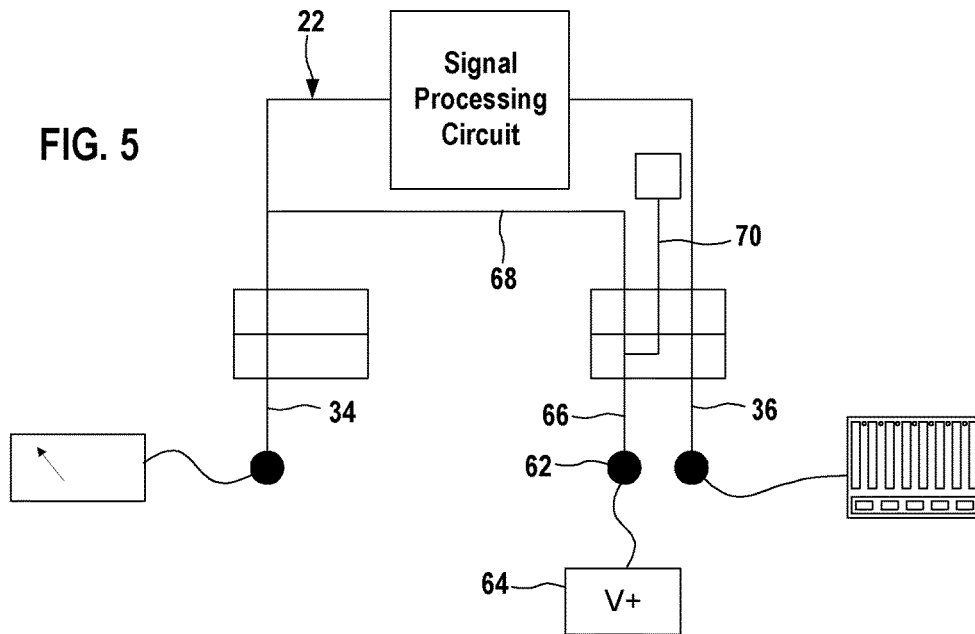 22
Signal
Processing
Circuit
FIG. 5
70
68
34
66
36
62
64
V+